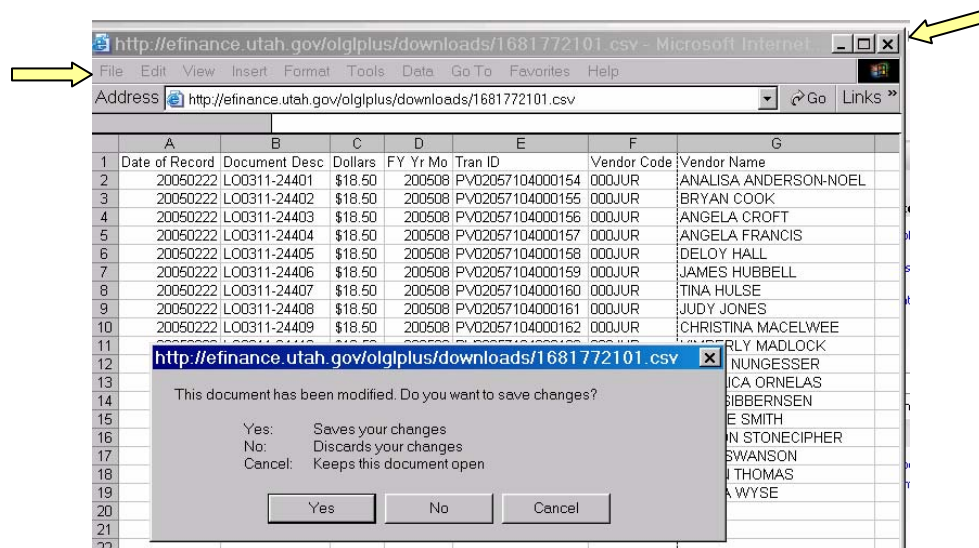 http://efinance.utah.gov/olglplus/downloads/1681772101.csv - Microsoft Internet
File Edit View Insert Format Tools Data Go To Favorites Help
Address http://efinance.utah.gov/olglplus/downloads/1681772101.csv Go Links »
A B C D E F G
1 Date of Record Document Desc Dollars FY Yr Mo Tran ID Vendor Code Vendor Name
2 20050222 LO0311-24401 $18.50 200508 PV02057104000154 000JUR ANALISA ANDERSON-NOEL
3 20050222 LO0311-24402 $18.50 200508 PV02057104000155 000JUR BRYAN COOK
4 20050222 LO0311-24403 $18.50 200508 PV02057104000156 000JUR ANGELA CROFT
5 20050222 LO0311-24404 $18.50 200508 PV02057104000157 000JUR ANGELA FRANCIS
6 20050222 LO0311-24405 $18.50 200508 PV02057104000158 000JUR DELOY HALL
7 20050222 LO0311-24406 $18.50 200508 PV02057104000159 000JUR JAMES HUBBELL
8 20050222 LO0311-24407 $18.50 200508 PV02057104000160 000JUR TINA HULSE
9 20050222 LO0311-24408 $18.50 200508 PV02057104000161 000JUR JUDY JONES
10 20050222 LO0311-24409 $18.50 200508 PV02057104000162 000JUR CHRISTINA MACELWEE
11 MADLOCK
12 NUNGESSER
13 ORNELAS
14 SIBBERNSEN
15 SMITH
16 STONECIPHER
17 SWANSON
18 THOMAS
19 WYSE
20
21
http://efinance.utah.gov/olglplus/downloads/1681772101.csv
This document has been modified. Do you want to save changes?
Yes: Saves your changes
No: Discards your changes
Cancel: Keeps this document open
Yes No Cancel